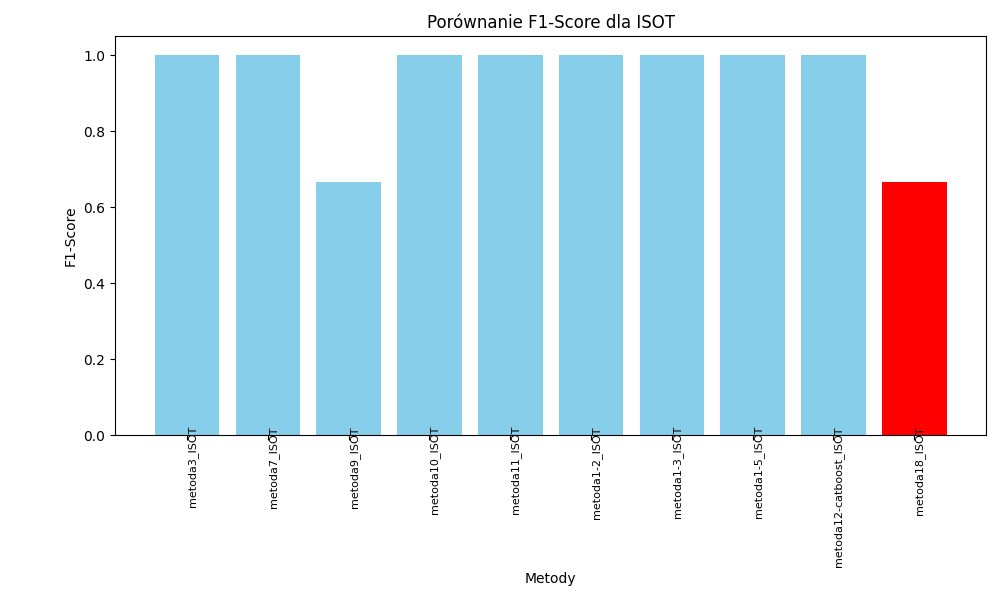 Porównanie F1-Score dla ISOT
F1-Score
1.0
0.8
0.6
0.4
0.2
0.0
metoda3_ISOT
metoda7_ISOT
metoda9_ISOT
metoda10_ISOT
metoda11_ISOT
metoda1-2_ISOT
metoda1-3_ISOT
metoda1-5_ISOT
metoda12-catboost_ISOT
metoda18_ISOT
Metody